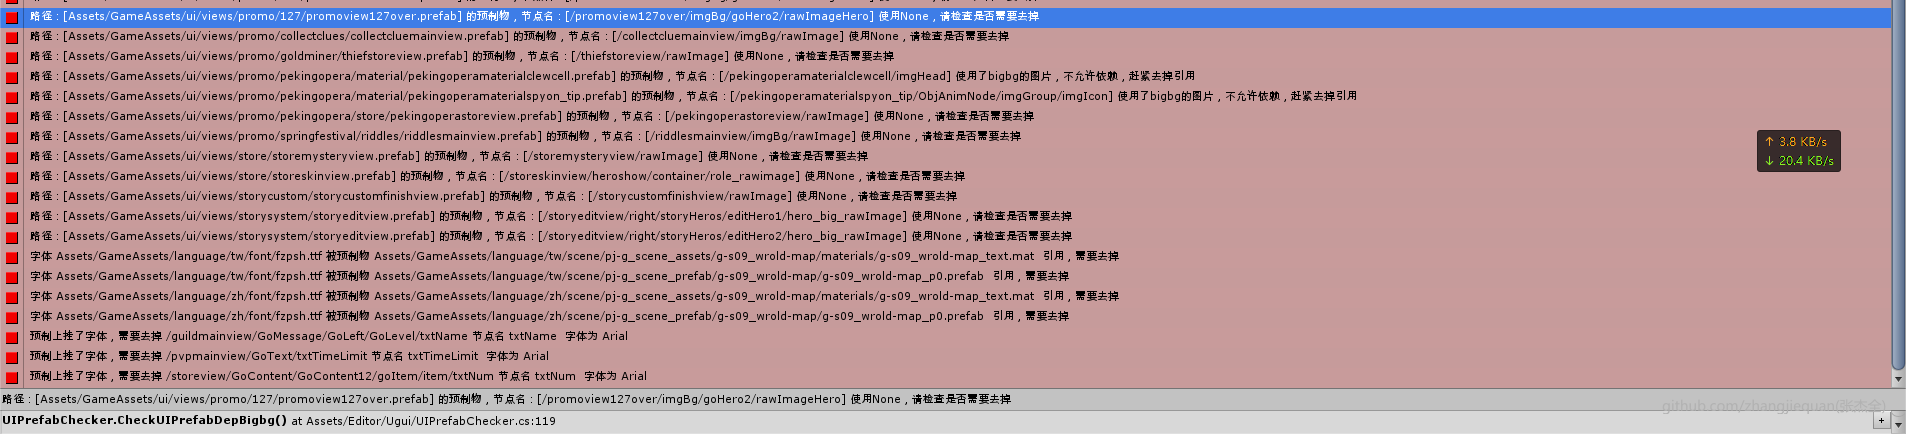 路径：[Assets/GameAssets/ui/views/promo/127/promoview127over.prefab] 的预制物，节点名：[/promoview127over/imgBg/goHero2/rawImageHero] 使用None，请检查是否需要去掉
路径：[Assets/GameAssets/ui/views/promo/collectclues/collectcluemainview.prefab] 的预制物，节点名：[/collectcluemainview/imgBg/rawImage] 使用None，请检查是否需要去掉
路径：[Assets/GameAssets/ui/views/promo/goldminer/thiefstoreview.prefab] 的预制物，节点名：[/thiefstoreview/rawImage] 使用None，请检查是否需要去掉
路径：[Assets/GameAssets/ui/views/promo/pekingopera/material/pekingoperamaterialclewcell.prefab] 的预制物，节点名：[/pekingoperamaterialclewcell/imgHead] 使用了bigbg的图片，不允许依赖，赶紧去掉引用
路径：[Assets/GameAssets/ui/views/promo/pekingopera/material/pekingoperamaterialspyon_tip.prefab] 的预制物，节点名：[/pekingoperamaterialspyon_tip/ObjAnimNode/imgGroup/imgIcon] 使用了bigbg的图片，不允许依赖，赶紧去掉引用
路径：[Assets/GameAssets/ui/views/promo/pekingopera/store/pekingoperastoreview.prefab] 的预制物，节点名：[/pekingoperastoreview/rawImage] 使用None，请检查是否需要去掉
路径：[Assets/GameAssets/ui/views/promo/springfestival/riddles/riddlesmainview.prefab] 的预制物，节点名：[/riddlesmainview/imgBg/rawImage] 使用None，请检查是否需要去掉
路径：[Assets/GameAssets/ui/views/store/storemysteryview.prefab] 的预制物，节点名：[/storemysteryview/rawImage] 使用None，请检查是否需要去掉
路径：[Assets/GameAssets/ui/views/store/storeskinview.prefab] 的预制物，节点名：[/storeskinview/heroshow/container/role_rawimage] 使用None，请检查是否需要去掉
路径：[Assets/GameAssets/ui/views/storycustom/storycustomfinishview.prefab] 的预制物，节点名：[/storycustomfinishview/rawImage] 使用None，请检查是否需要去掉
路径：[Assets/GameAssets/ui/views/storysystem/storyeditview.prefab] 的预制物，节点名：[/storyeditview/right/storyHeros/editHero1/hero_big_rawImage] 使用None，请检查是否需要去掉
路径：[Assets/GameAssets/ui/views/storysystem/storyeditview.prefab] 的预制物，节点名：[/storyeditview/right/storyHeros/editHero2/hero_big_rawImage] 使用None，请检查是否需要去掉
字体 Assets/GameAssets/language/tw/font/fzpsh.ttf 被预制物 Assets/GameAssets/language/tw/scene/pj-g_scene_assets/g-s09_wrold-map/materials/g-s09_wrold-map_text.mat 引用，需要去掉
字体 Assets/GameAssets/language/tw/font/fzpsh.ttf 被预制物 Assets/GameAssets/language/tw/scene/pj-g_scene_prefab/g-s09_wrold-map/g-s09_wrold-map_p0.prefab 引用，需要去掉
字体 Assets/GameAssets/language/zh/font/fzpsh.ttf 被预制物 Assets/GameAssets/language/zh/scene/pj-g_scene_assets/g-s09_wrold-map/materials/g-s09_wrold-map_text.mat 引用，需要去掉
字体 Assets/GameAssets/language/zh/font/fzpsh.ttf 被预制物 Assets/GameAssets/language/zh/scene/pj-g_scene_prefab/g-s09_wrold-map/g-s09_wrold-map_p0.prefab 引用，需要去掉
预制上挂了字体，需要去掉 /guildmainview/GoMessage/GoLeft/GoLevel/txtName 节点名 txtName 字体为 Arial
预制上挂了字体，需要去掉 /pvpmainview/GoText/txtTimeLimit 节点名 txtTimeLimit 字体为 Arial
预制上挂了字体，需要去掉 /storeview/GoContent/GoContent12/goItem/item/txtNum 节点名 txtNum 字体为 Arial
↑ 3.8 KB/s
↓ 20.4 KB/s
路径：[Assets/GameAssets/ui/views/promo/127/promoview127over.prefab] 的预制物，节点名：[/promoview127over/imgBg/goHero2/rawImageHero] 使用None，请检查是否需要去掉
github.com/zhangjiequan(张杰全)
UIPrefabChecker.CheckUIPrefabDepBigbg() at Assets/Editor/Ugui/UIPrefabChecker.cs:119